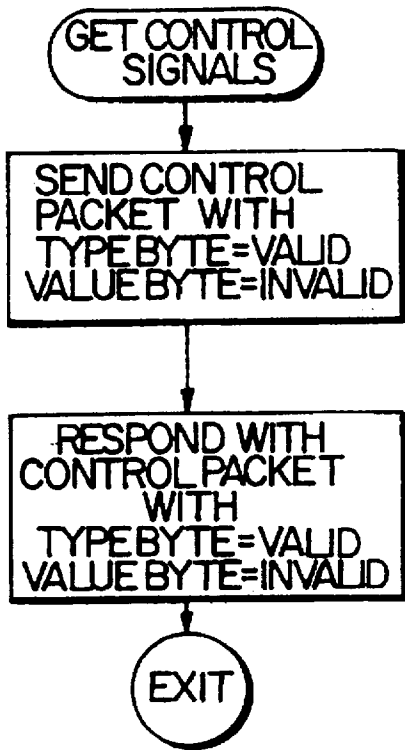 GET CONTROL
SIGNALS
SEND CONTROL
PACKET WITH
TYPE BYTE=VALID
VALUE BYTE=INVALID
RESPOND WITH
CONTROL PACKET
WITH
TYPE BYTE=VALID
VALUE BYTE=INVALID
EXIT